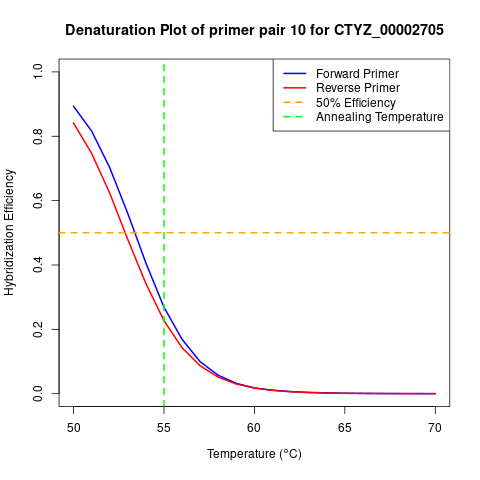 Denaturation Plot of primer pair 10 for CTYZ_00002705
Forward Primer
Reverse Primer
50% Efficiency
Annealing Temperature
Hybridization Efficiency
1.0
0.8
0.6
0.4
0.2
0.0
50 55 60 65 70
Temperature (°C)